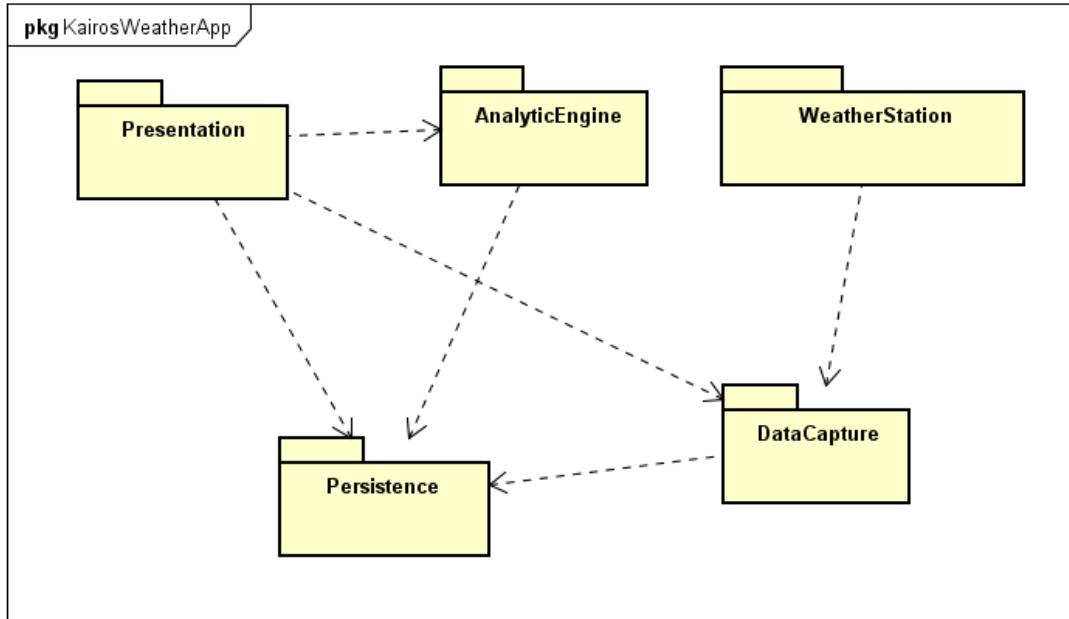 pkg KairosWeatherApp
Presentation
AnalyticEngine
WeatherStation
DataCapture
Persistence